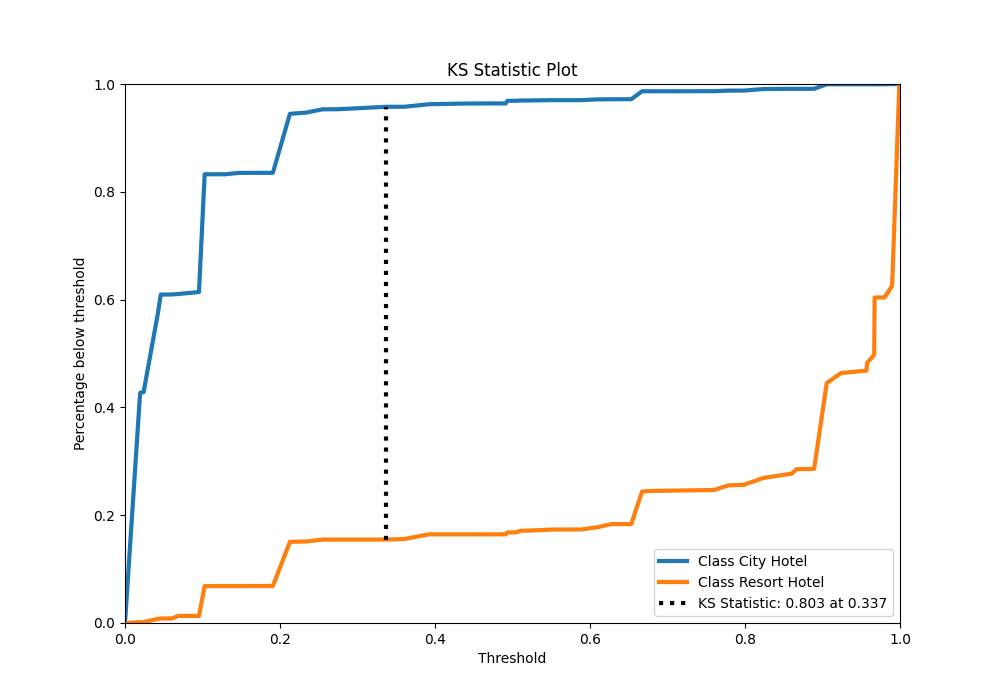 KS Statistic Plot
1.0
0.8
0.6
0.4
0.2
0.0
Percentage below threshold
0.0 0.2 0.4 0.6 0.8 1.0
Threshold
Class City Hotel
Class Resort Hotel
KS Statistic: 0.803 at 0.337